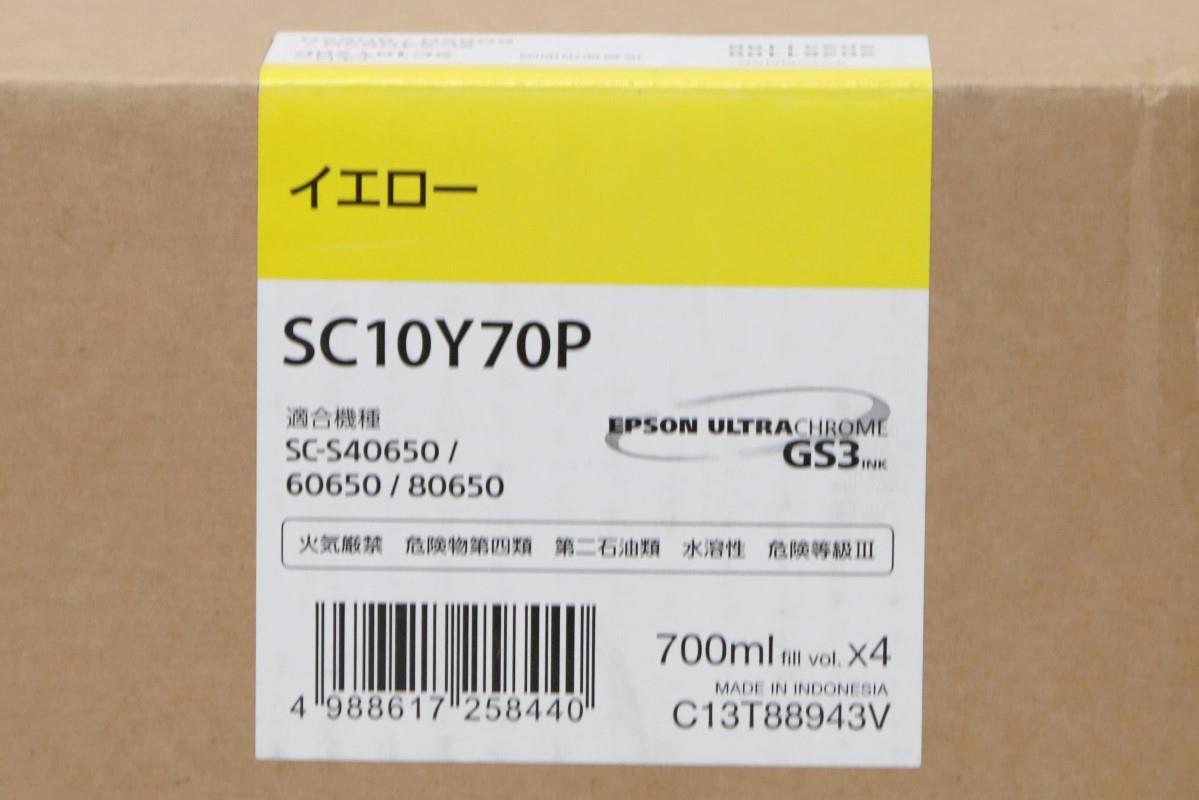 イエロー
SC10Y70P
適合機種
SC-S40650 /
60650 / 80650
EPSON ULTRACHROME
GS3 INK
火気厳禁 危険物第四類 第二石油類 水溶性 危険等級Ⅲ
4 988617 258440
700ml fill vol. X4
MADE IN INDONESIA
C13T88943V